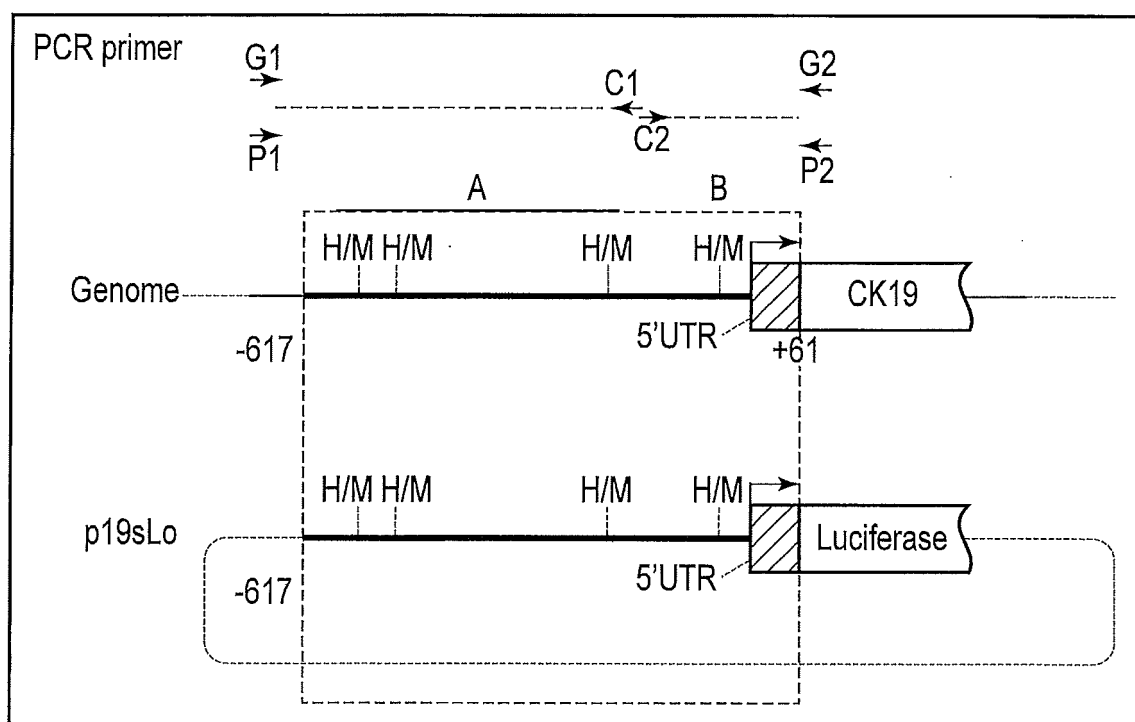 PCR primer
G1
C1
G2
P1
C2
P2
A
B
H/M H/M H/M H/M
Genome
CK19
5'UTR
-617
+61
H/M H/M H/M H/M
p19sLo
Luciferase
5'UTR
-617